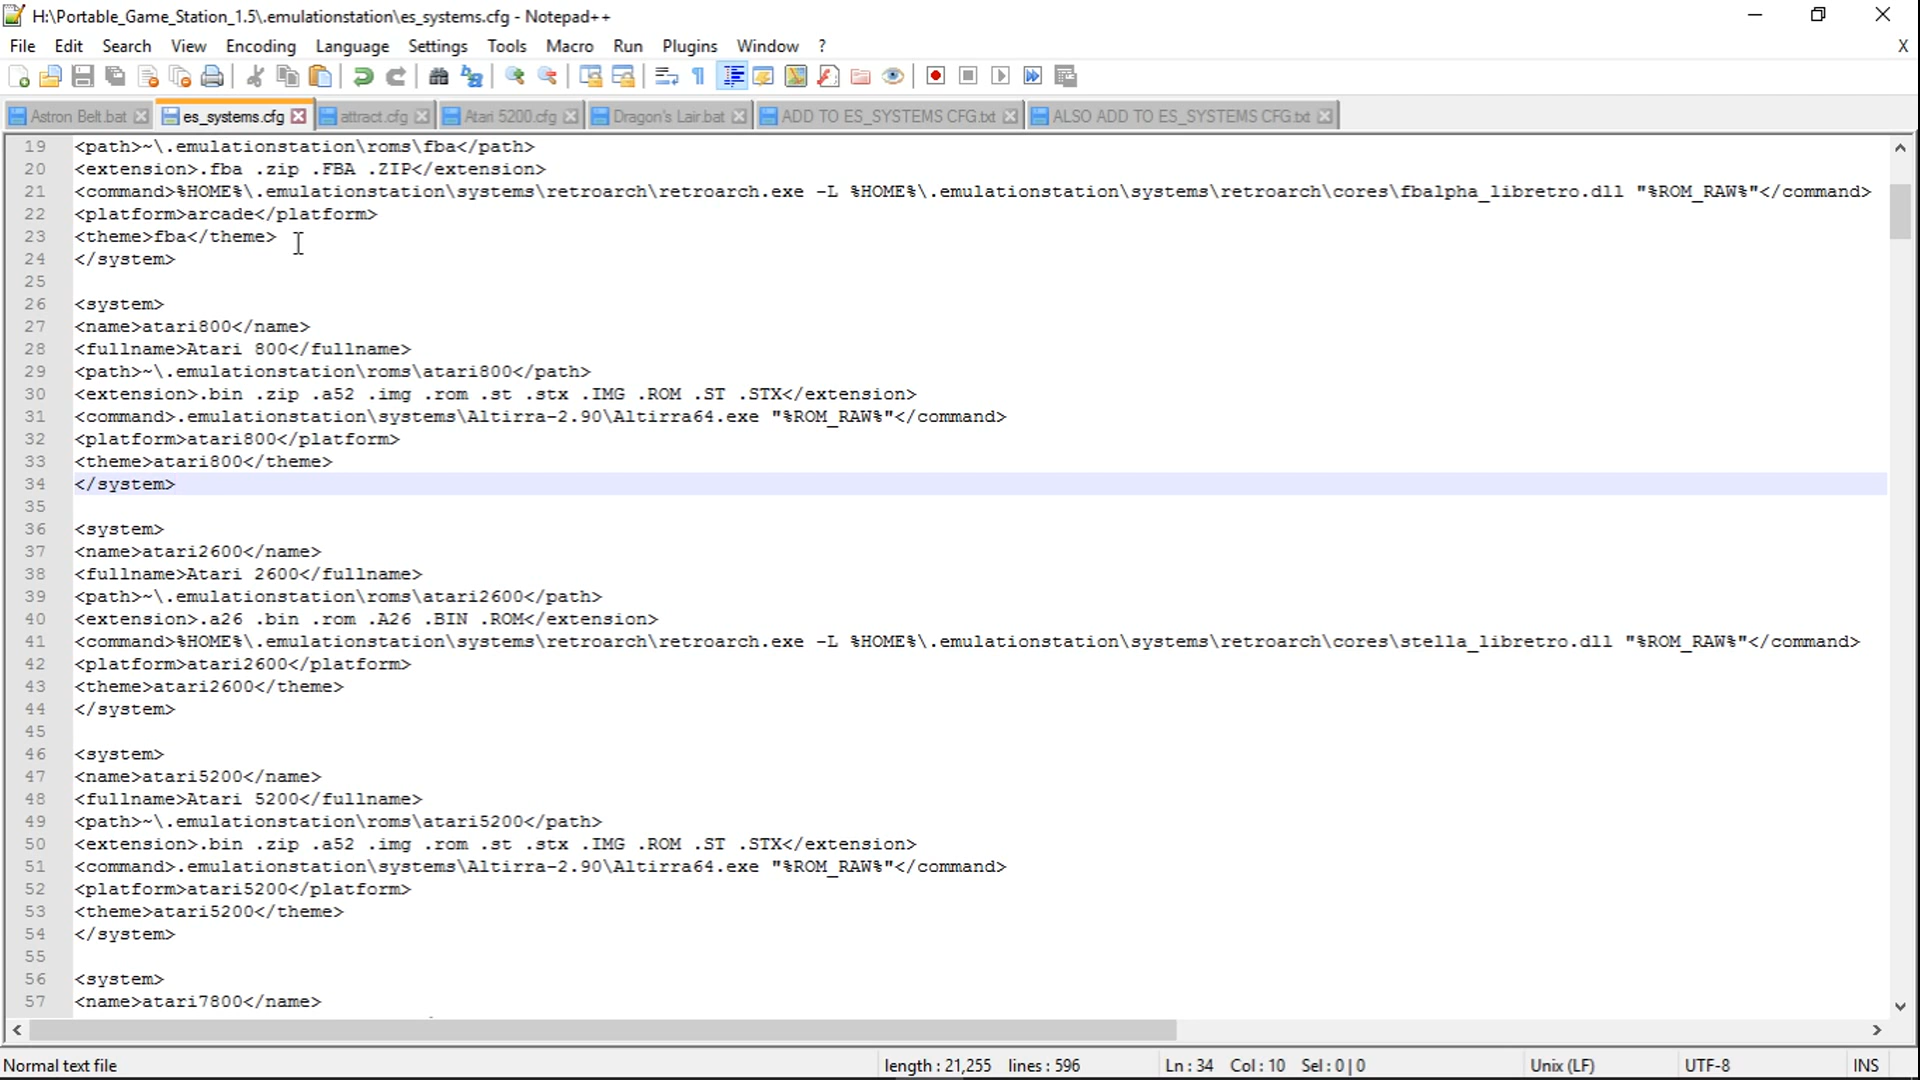 H:\Portable_Game_Station_1.5\.emulationstation\es_systems.cfg - Notepad++
File Edit Search View Encoding Language Settings Tools Macro Run Plugins Window ? X
Astron Belt.bat es_systems.cfg attract.cfg Atari 5200.cfg Dragon's Lair.bat ADD TO ES_SYSTEMS CFG.txt ALSO ADD TO ES_SYSTEMS CFG.txt
19 <path>~\.emulationstation\roms\fba</path>
20 <extension>.fba .zip .FBA .ZIP</extension>
21 <command>%HOME%\.emulationstation\systems\retroarch\retroarch.exe -L %HOME%\.emulationstation\systems\retroarch\cores\fbalpha_libretro.dll "%ROM_RAW%"</command>
22 <platform>arcade</platform>
23 <theme>fba</theme>
24 </system>
25
26 <system>
27 <name>atari800</name>
28 <fullname>Atari 800</fullname>
29 <path>~\.emulationstation\roms\atari800</path>
30 <extension>.bin .zip .a52 .img .rom .st .stx .IMG .ROM .ST .STX</extension>
31 <command>.emulationstation\systems\Altirra-2.90\Altirra64.exe "%ROM_RAW%"</command>
32 <platform>atari800</platform>
33 <theme>atari800</theme>
34 </system>
35
36 <system>
37 <name>atari2600</name>
38 <fullname>Atari 2600</fullname>
39 <path>~\.emulationstation\roms\atari2600</path>
40 <extension>.a26 .bin .rom .A26 .BIN .ROM</extension>
41 <command>%HOME%\.emulationstation\systems\retroarch\retroarch.exe -L %HOME%\.emulationstation\systems\retroarch\cores\stella_libretro.dll "%ROM_RAW%"</command>
42 <platform>atari2600</platform>
43 <theme>atari2600</theme>
44 </system>
45
46 <system>
47 <name>atari5200</name>
48 <fullname>Atari 5200</fullname>
49 <path>~\.emulationstation\roms\atari5200</path>
50 <extension>.bin .zip .a52 .img .rom .st .stx .IMG .ROM .ST .STX</extension>
51 <command>.emulationstation\systems\Altirra-2.90\Altirra64.exe "%ROM_RAW%"</command>
52 <platform>atari5200</platform>
53 <theme>atari5200</theme>
54 </system>
55
56 <system>
57 <name>atari7800</name>
Normal text file length : 21,255 lines : 596 Ln : 34 Col : 10 Sel : 0 | 0 Unix (LF) UTF-8 INS